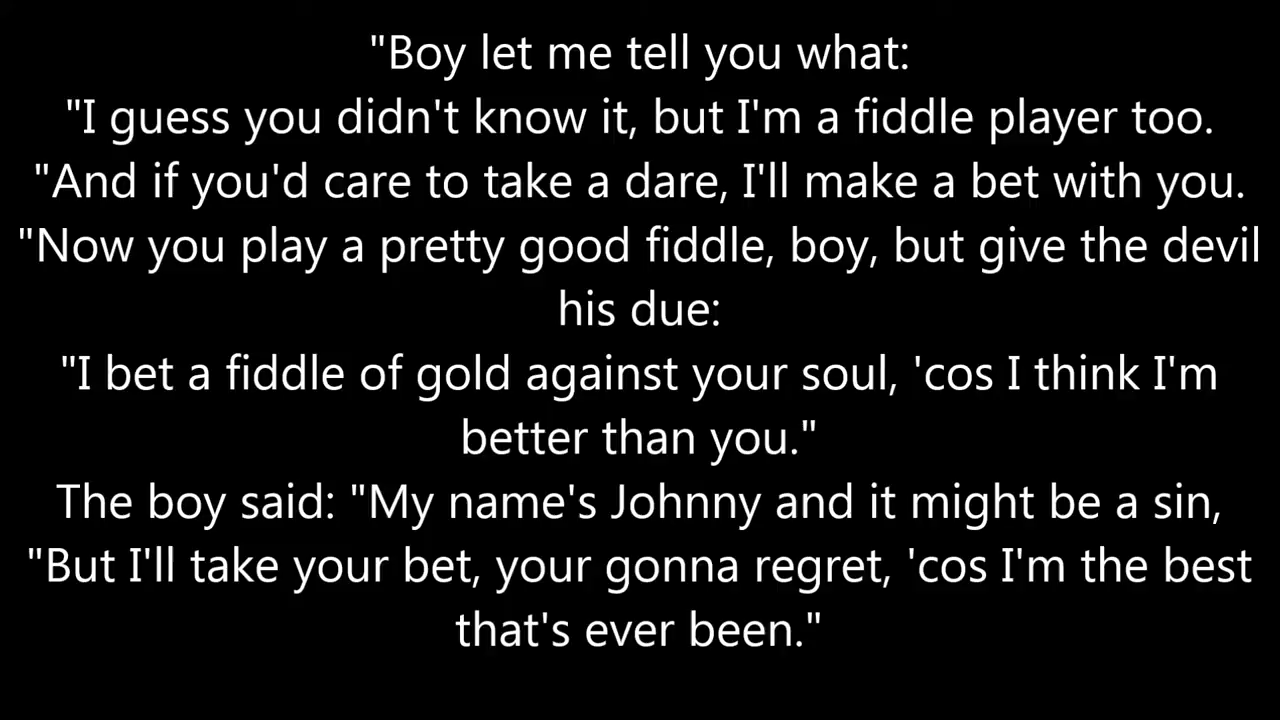 "Boy let me tell you what:
"I guess you didn't know it, but I'm a fiddle player too.
"And if you'd care to take a dare, I'll make a bet with you.
"Now you play a pretty good fiddle, boy, but give the devil
his due:
"I bet a fiddle of gold against your soul, 'cos I think I'm
better than you."
The boy said: "My name's Johnny and it might be a sin,
"But I'll take your bet, your gonna regret, 'cos I'm the best
that's ever been."